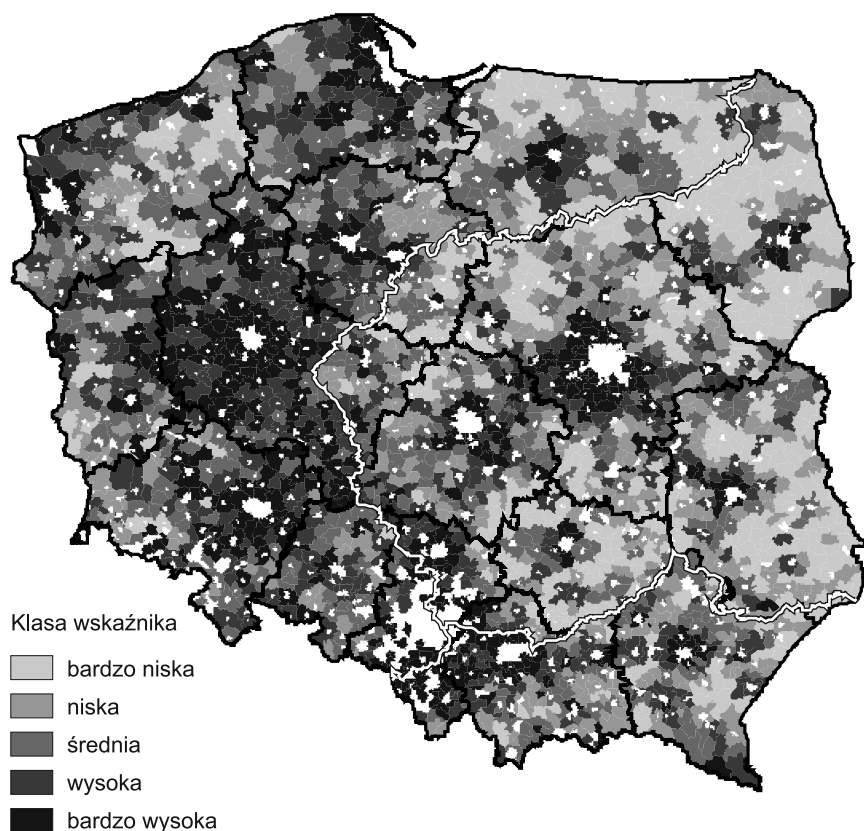 Klasa wskaźnika
bardzo niska
niska
średnia
wysoka
bardzo wysoka